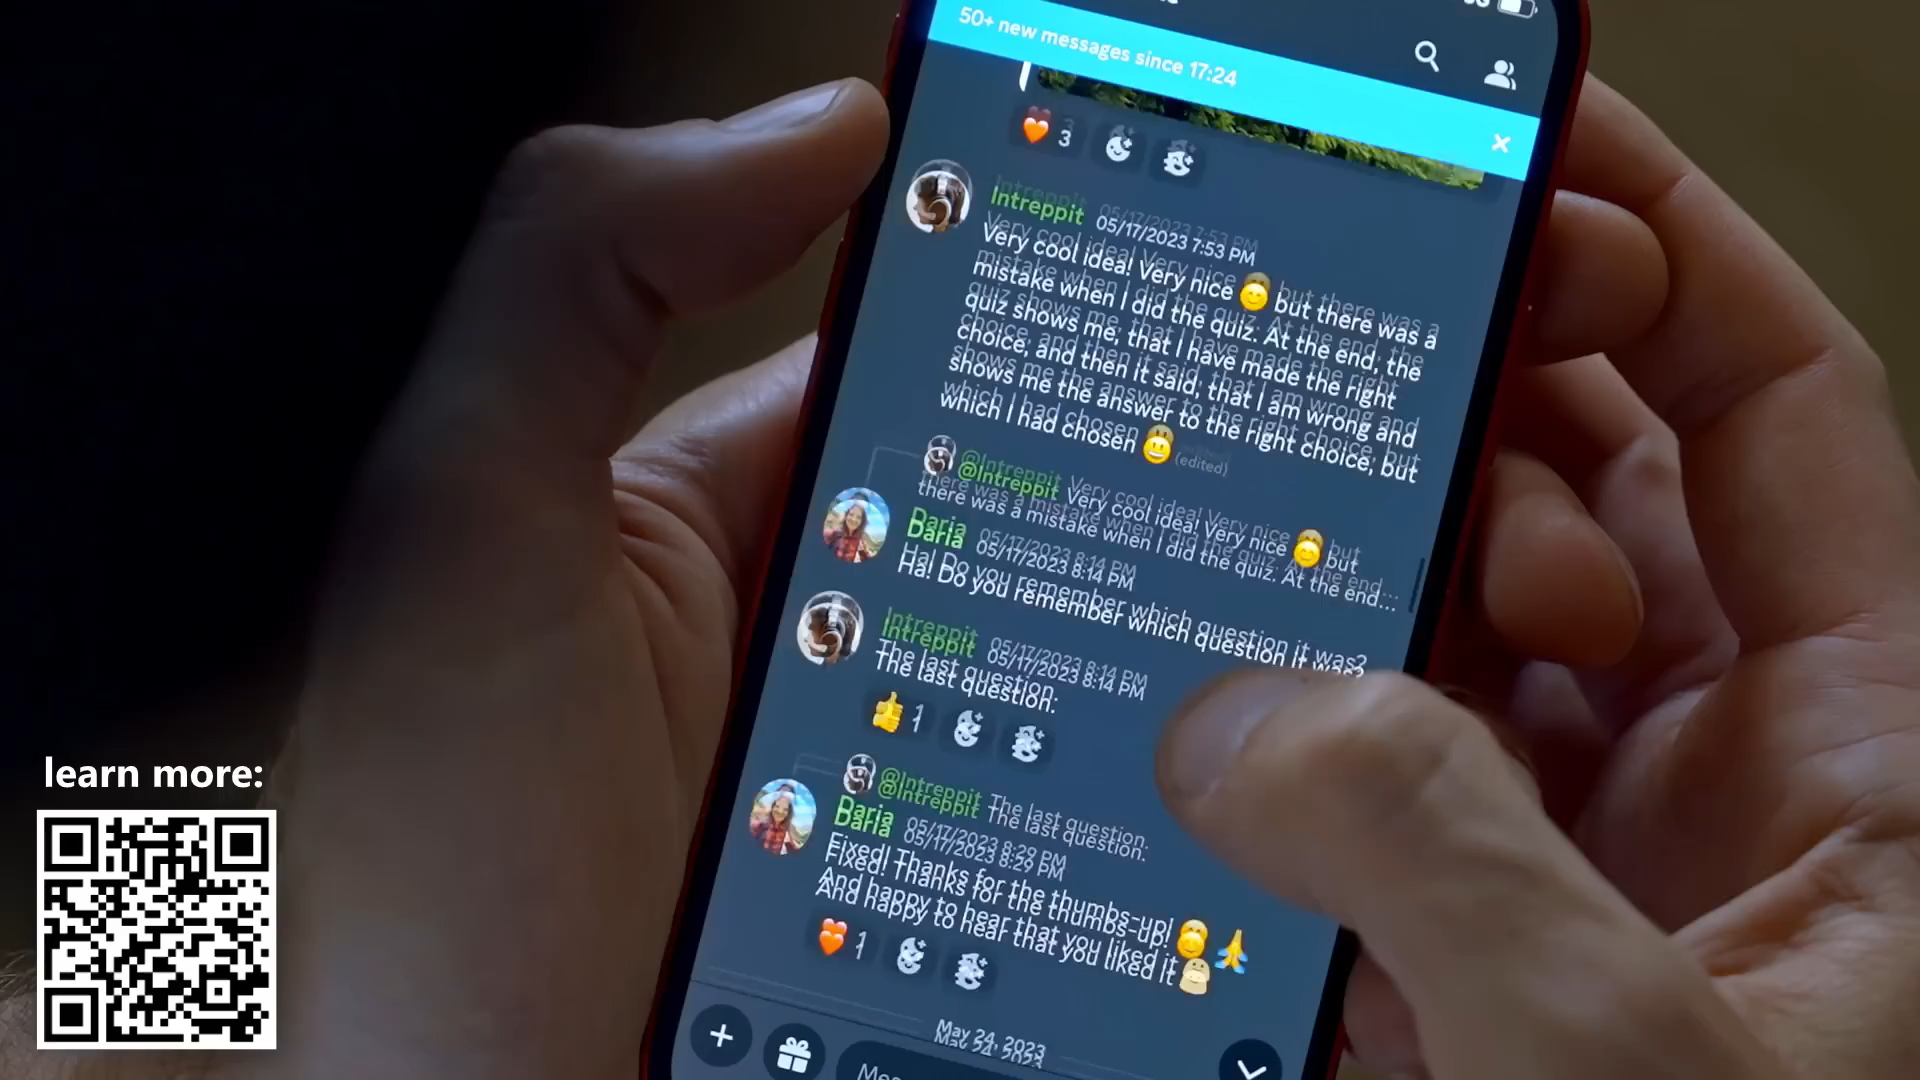 50+ new messages since 17:24
3
Intreppit 05/17/2023 7:53 PM
Very cool idea! Very nice 😊 but there was a
mistake when I did the quiz. At the end, the
quiz shows me, that I have made the right
choice, and then it said, that I am wrong and
shows me the answer to the right choice, but
which I had chosen 😃 (edited)
@Intreppit Very cool idea! Very nice 😊 but
there was a mistake when I did the quiz. At the end...
Daria 05/17/2023 8:14 PM
Ha! Do you remember which question it was?
Intreppit 05/17/2023 8:14 PM
The last question.
1
@Intreppit The last question.
Daria 05/17/2023 8:29 PM
Fixed! Thanks for the thumbs-up! 😊 🙏
And happy to hear that you liked it
1
May 24, 2023
learn more: